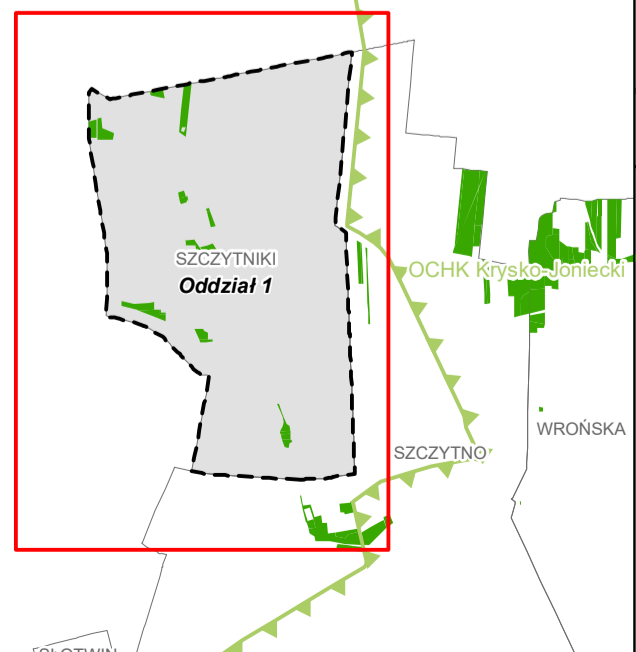 SZCZYTNIKI
Oddział 1
OCHK Krysko-Joniecki
SZCZYTNO
WROŃSKA